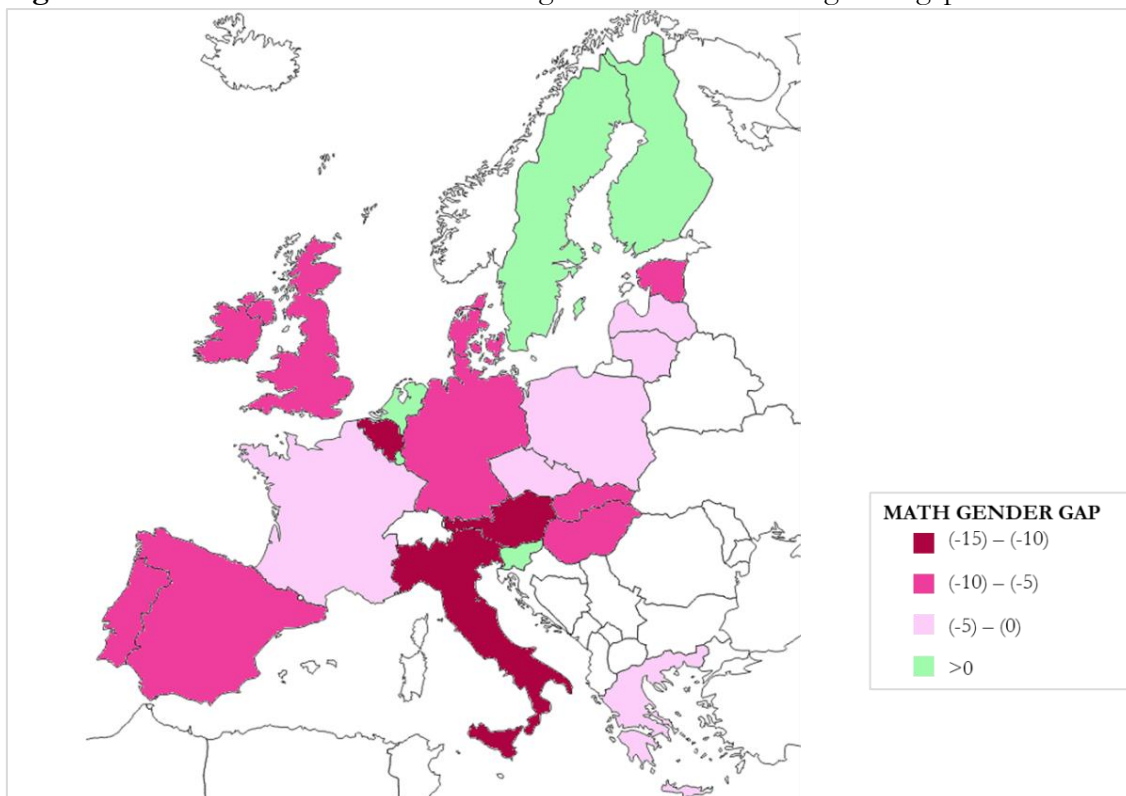 MATH GENDER GAP
(-15) – (-10)
(-10) – (-5)
(-5) – (0)
>0